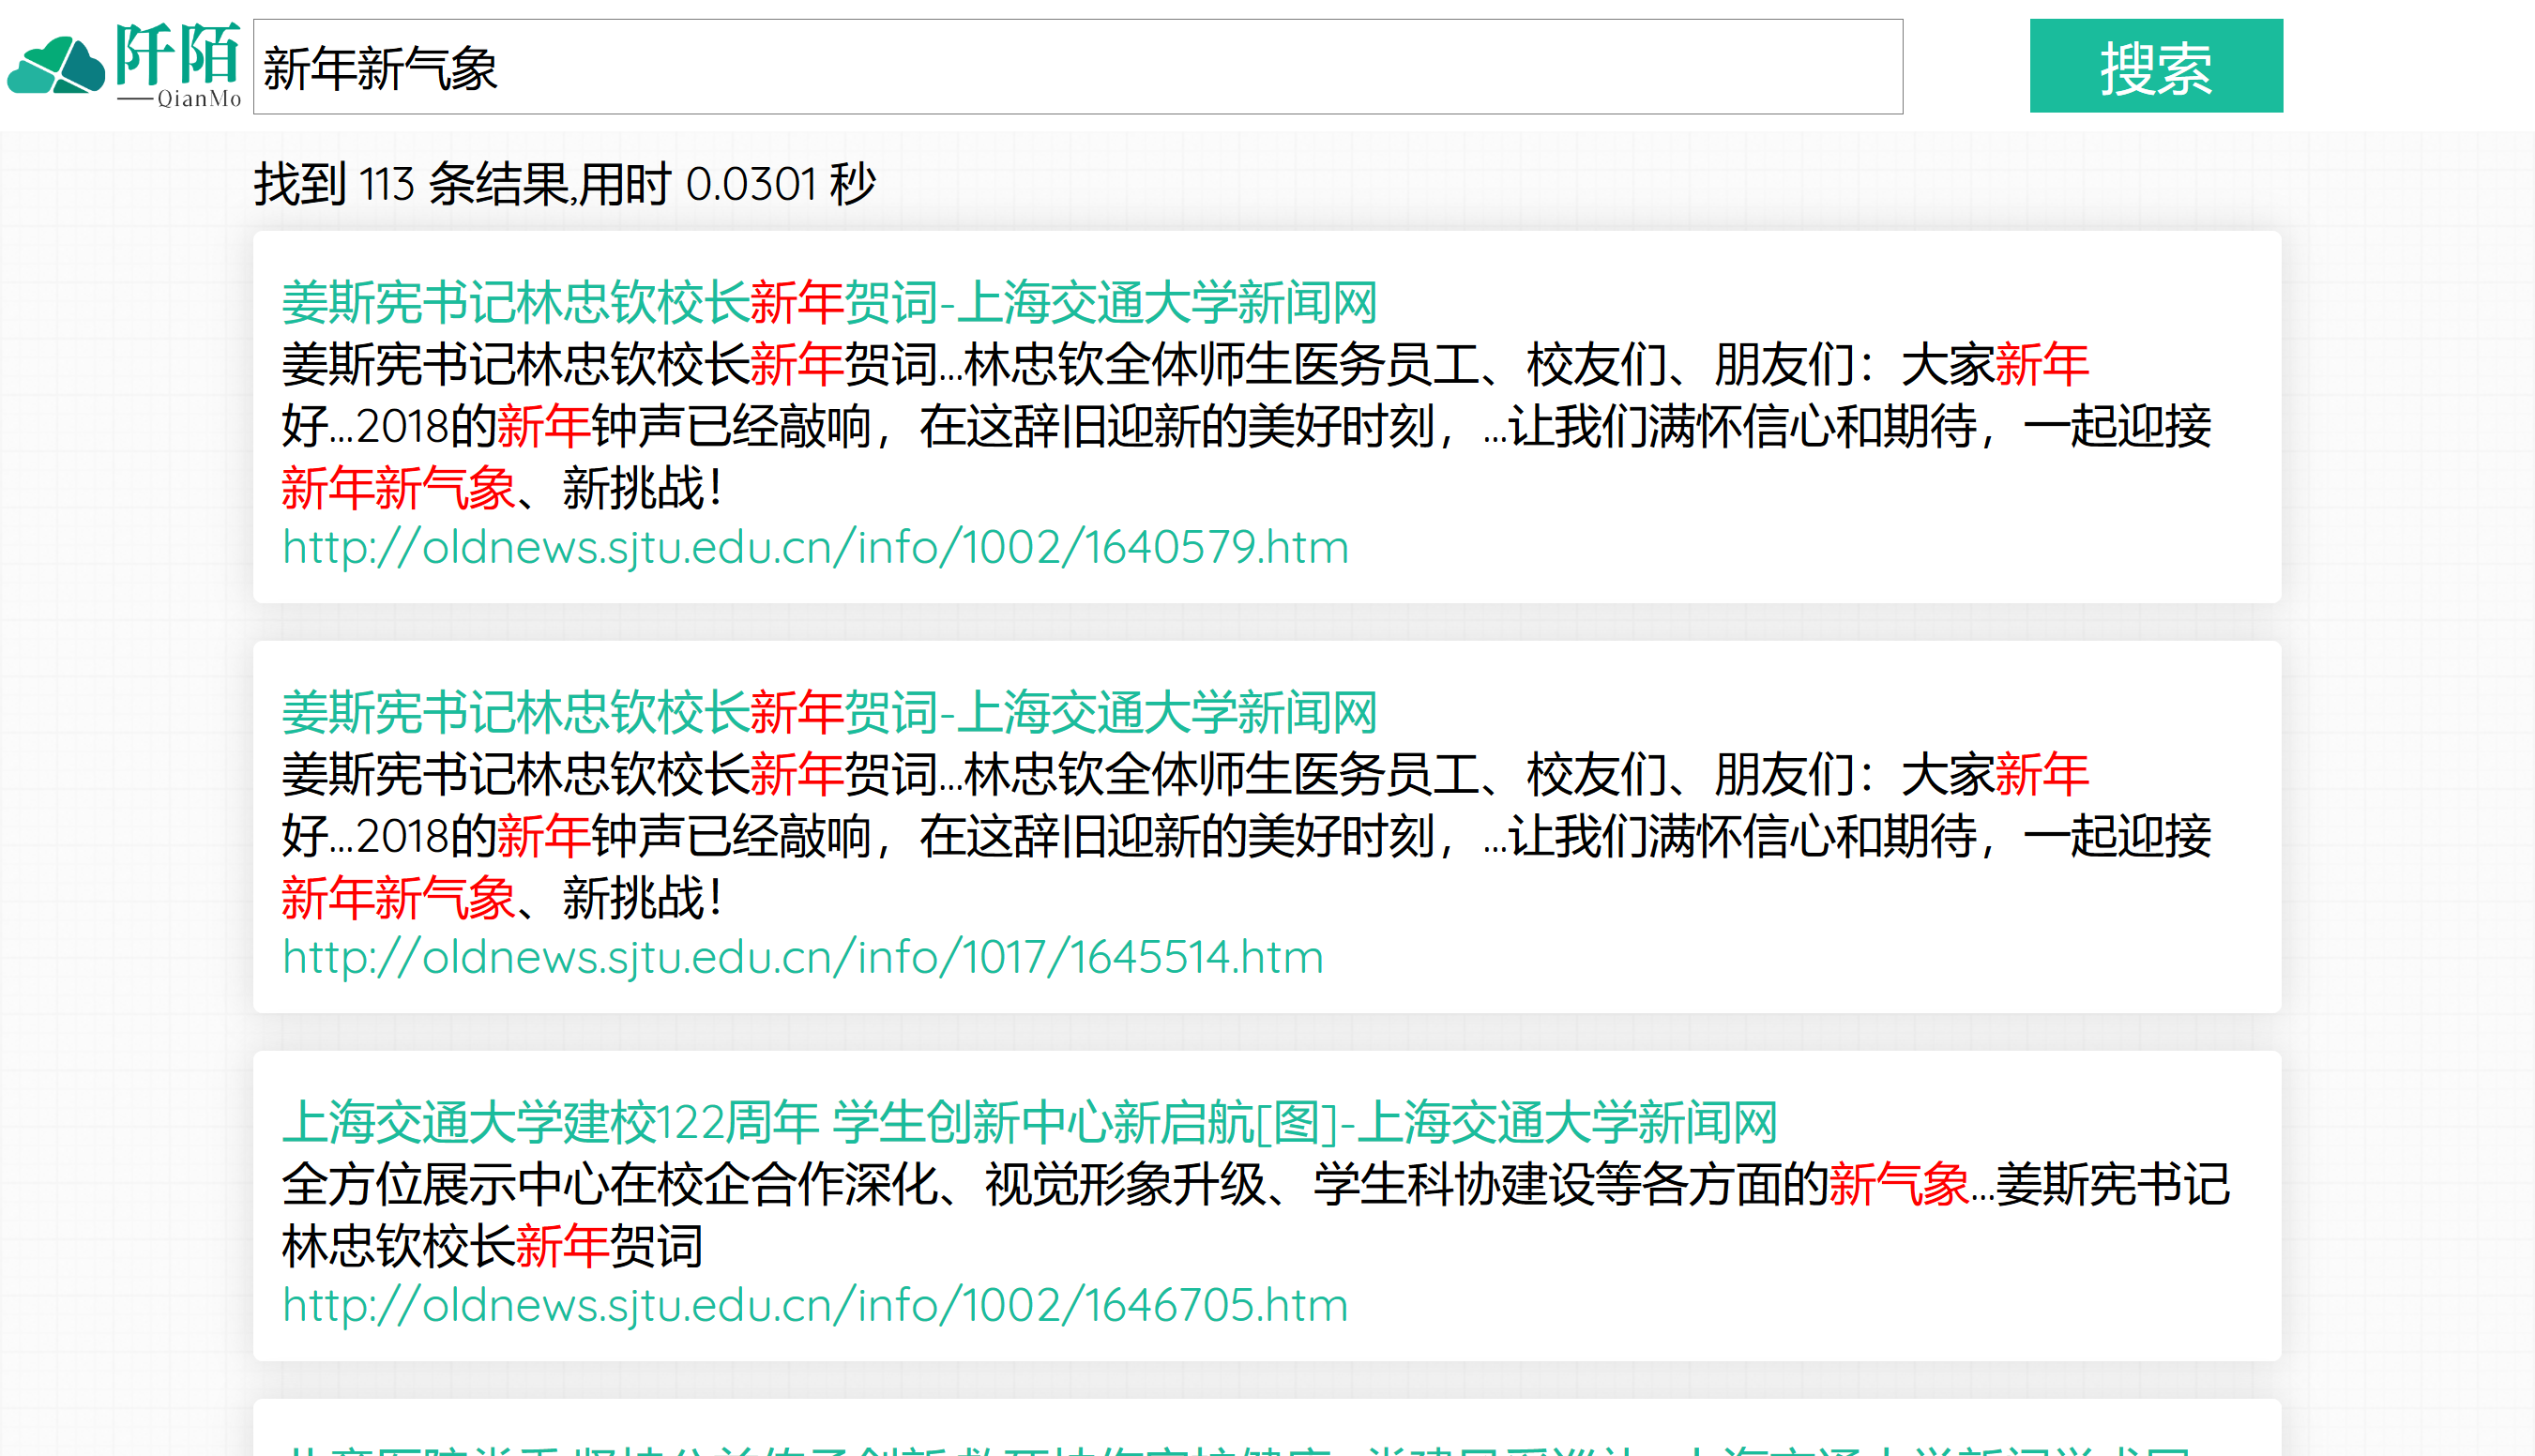 阡陌
QianMo
新年新气象
搜索
找到 113 条结果,用时 0.0301 秒
姜斯宪书记林忠钦校长新年贺词-上海交通大学新闻网
姜斯宪书记林忠钦校长新年贺词...林忠钦全体师生医务员工、校友们、朋友们：大家新年
好...2018的新年钟声已经敲响，在这辞旧迎新的美好时刻，...让我们满怀信心和期待，一起迎接
新年新气象、新挑战！
http://oldnews.sjtu.edu.cn/info/1002/1640579.htm
姜斯宪书记林忠钦校长新年贺词-上海交通大学新闻网
姜斯宪书记林忠钦校长新年贺词...林忠钦全体师生医务员工、校友们、朋友们：大家新年
好...2018的新年钟声已经敲响，在这辞旧迎新的美好时刻，...让我们满怀信心和期待，一起迎接
新年新气象、新挑战！
http://oldnews.sjtu.edu.cn/info/1017/1645514.htm
上海交通大学建校122周年 学生创新中心新启航[图]-上海交通大学新闻网
全方位展示中心在校企合作深化、视觉形象升级、学生科协建设等各方面的新气象...姜斯宪书记
林忠钦校长新年贺词
http://oldnews.sjtu.edu.cn/info/1002/1646705.htm